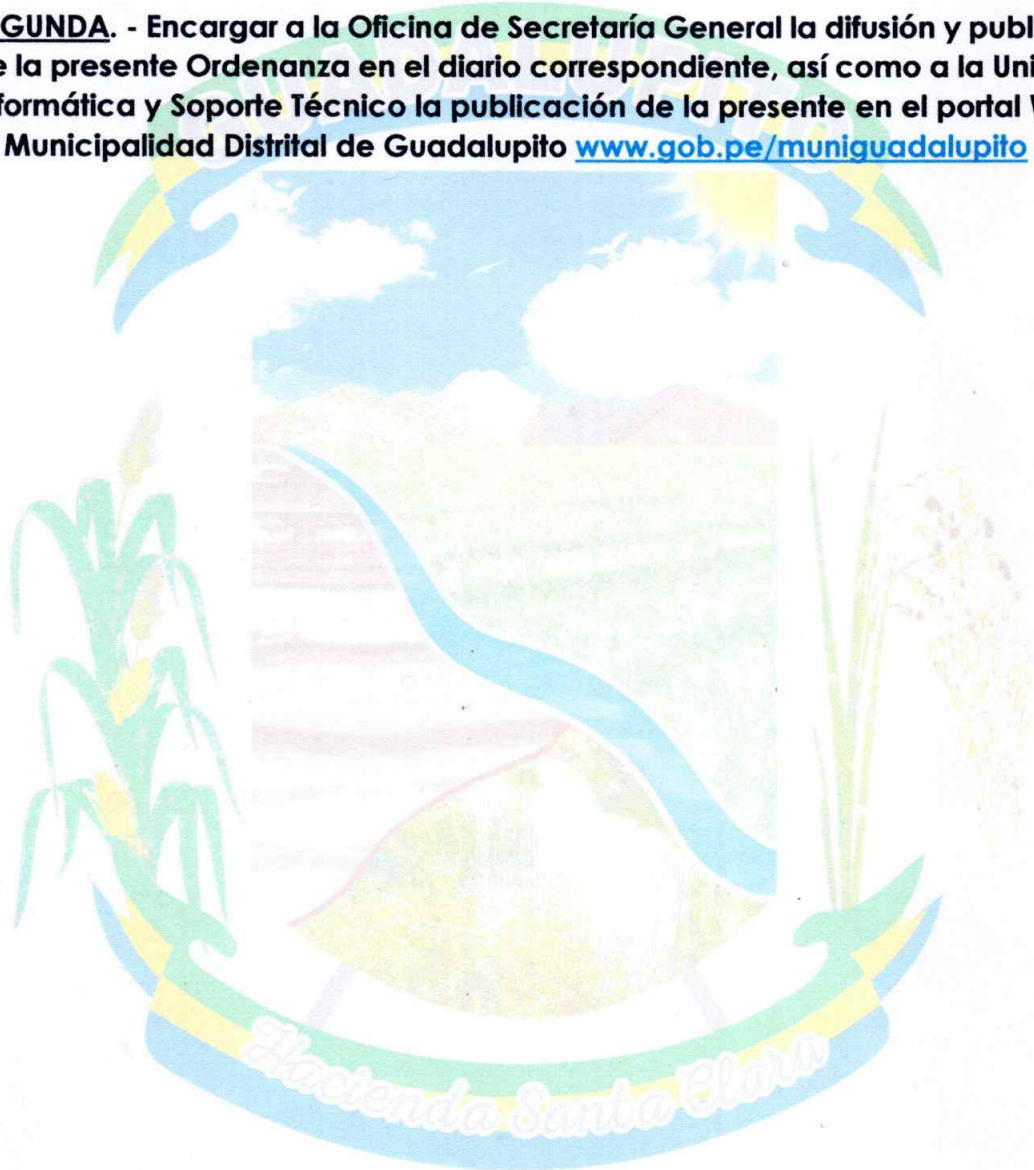 GUNDA. - Encargar a la Oficina de Secretaría General la difusión y publ
e la presente Ordenanza en el diario correspondiente, así como a la Uni
formática y Soporte Técnico la publicación de la presente en el portal
Municipalidad Distrital de Guadalupito www.gob.pe/muniguadalupito
GUADALUPITO
Hacienda Santa Clara